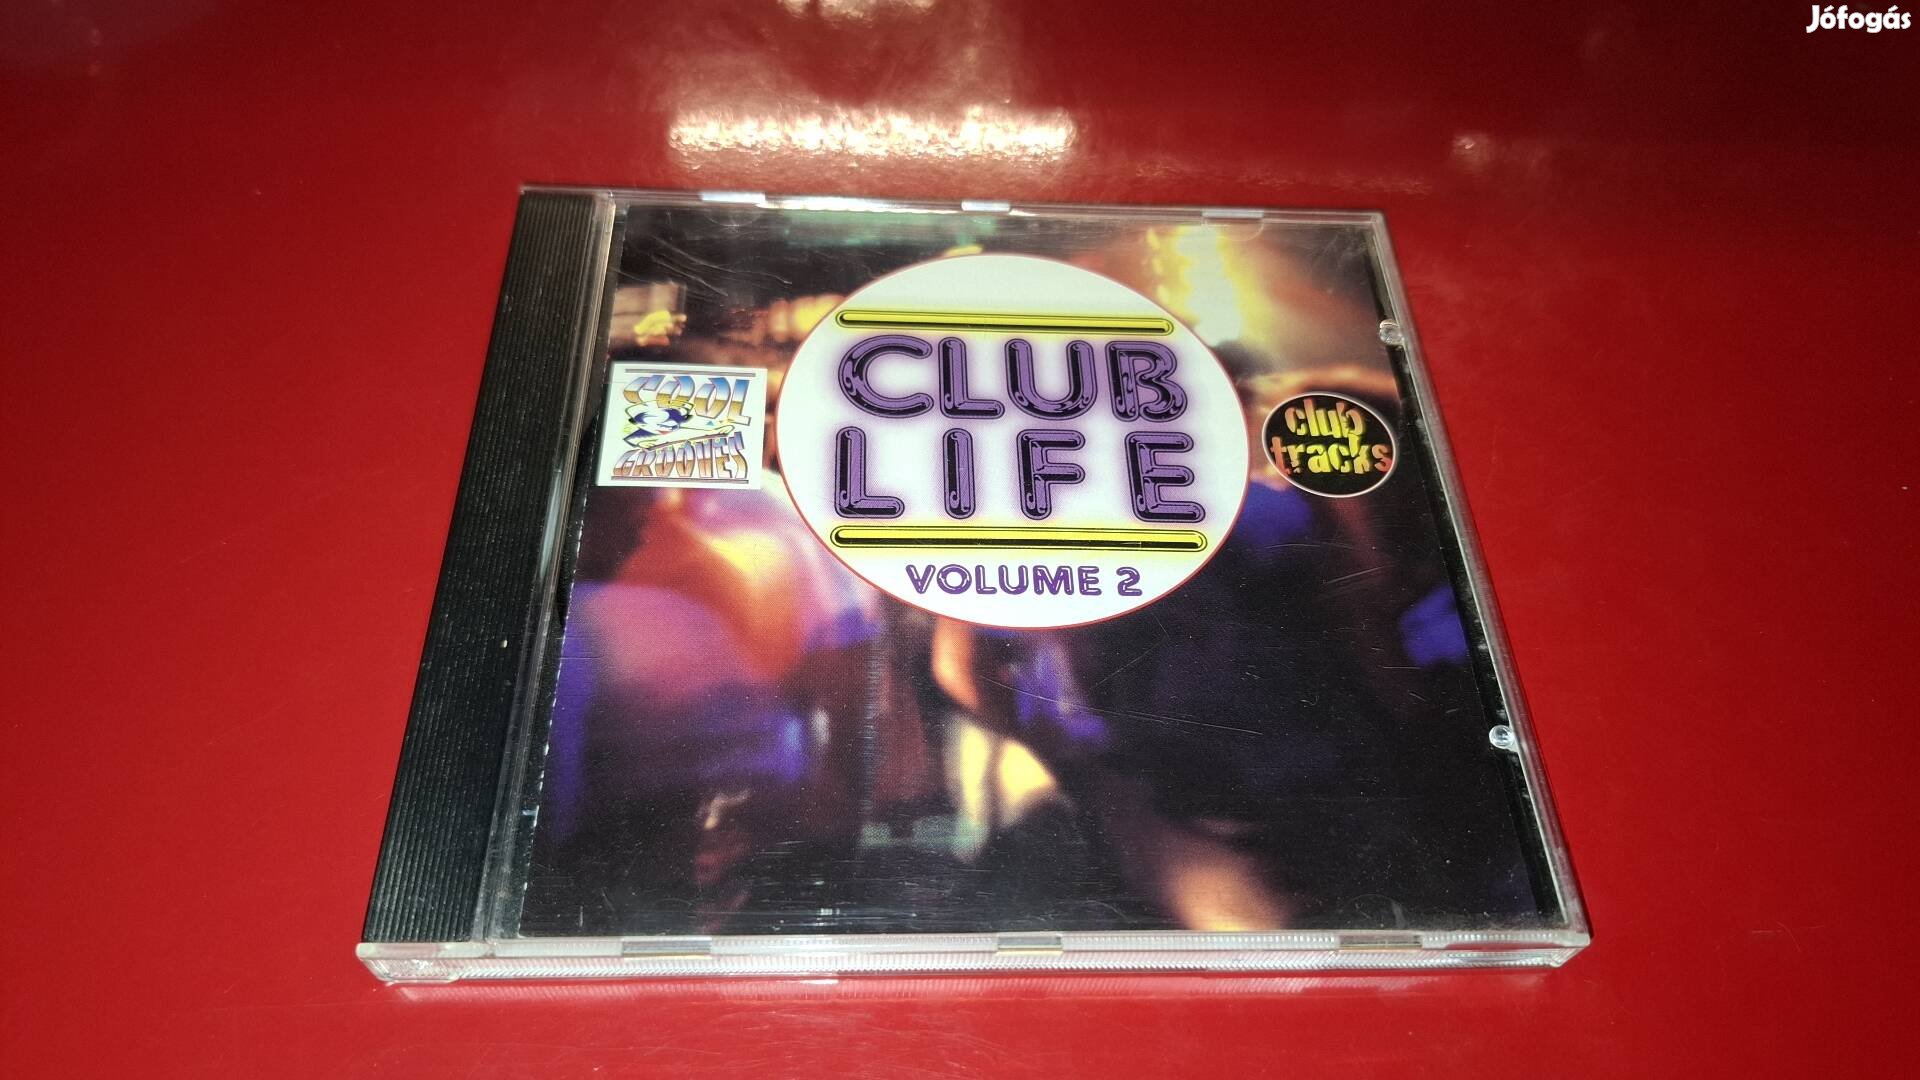 Jófogás
CLUB
LIFE
VOLUME 2
COOL
GROOVES
club
tracks